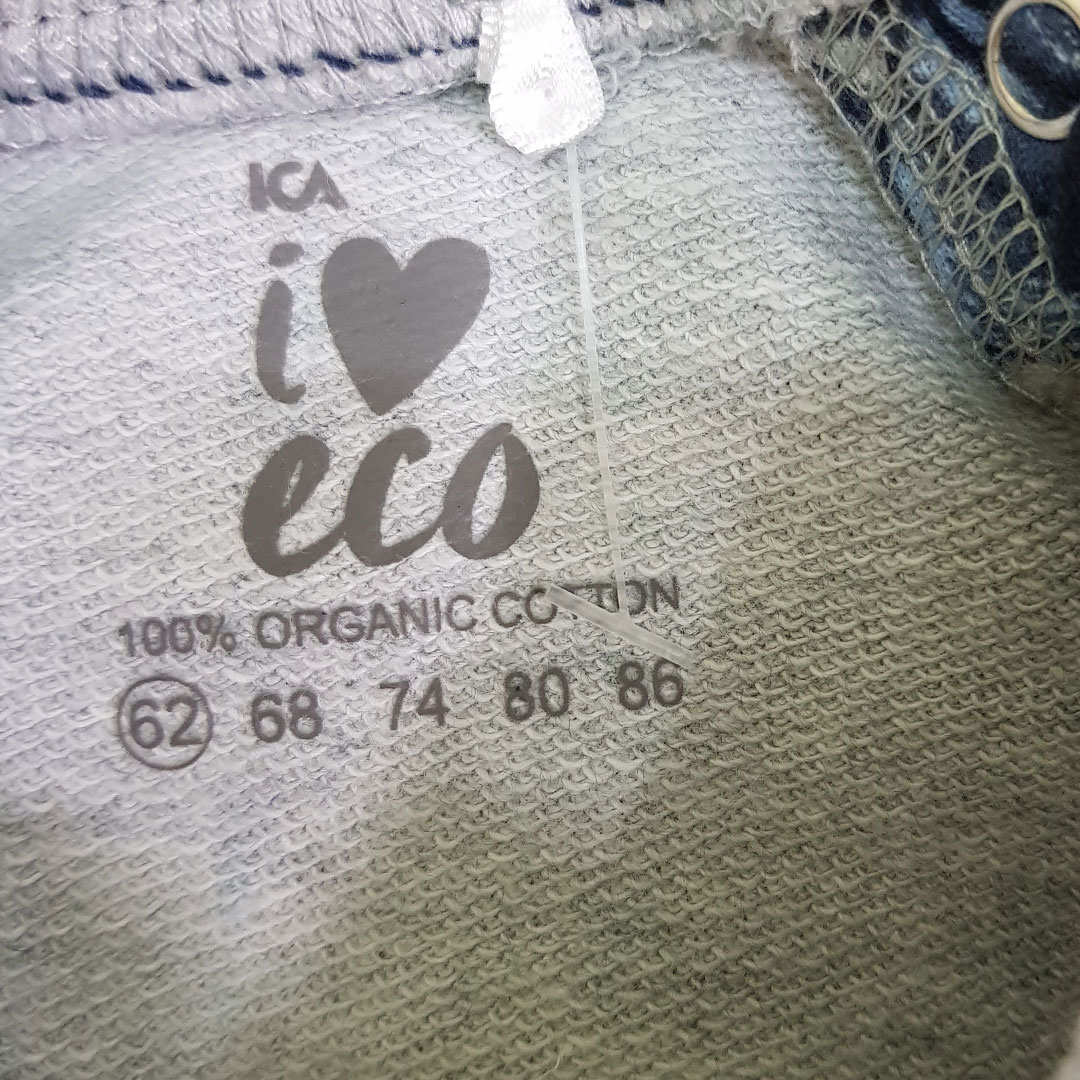 ICA
i
eco
100% ORGANIC COTTON
62 68 74 80 86